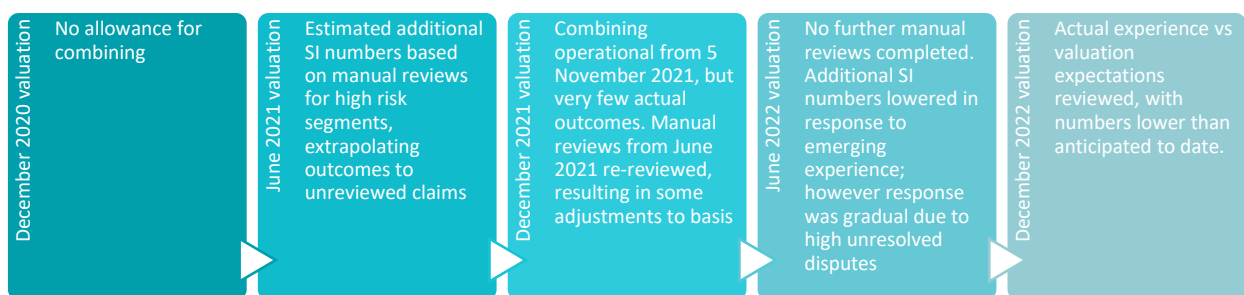 December 2020 valuation
No allowance for
combining
June 2021 valuation
Estimated additional
SI numbers based
on manual reviews
for high risk
segments,
extrapolating
outcomes to
unreviewed claims
December 2021 valuation
Combining
operational from 5
November 2021, but
very few actual
outcomes. Manual
reviews from June
2021 re-reviewed,
resulting in some
adjustments to basis
June 2022 valuation
No further manual
reviews completed.
Additional SI
numbers lowered in
response to
emerging
experience;
however response
was gradual due to
high unresolved
disputes
December 2022 valuation
Actual experience vs
valuation
expectations
reviewed, with
numbers lower than
anticipated to date.